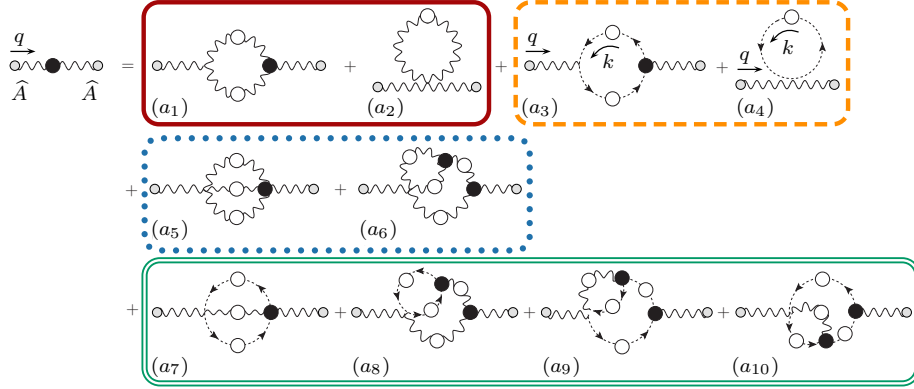 q = + + q k + q k
Â Â (a₁) (a₂) (a₃) (a₄)
+ + (a₅) (a₆)
+ + + +
(a₇) (a₈) (a₉) (a₁₀)